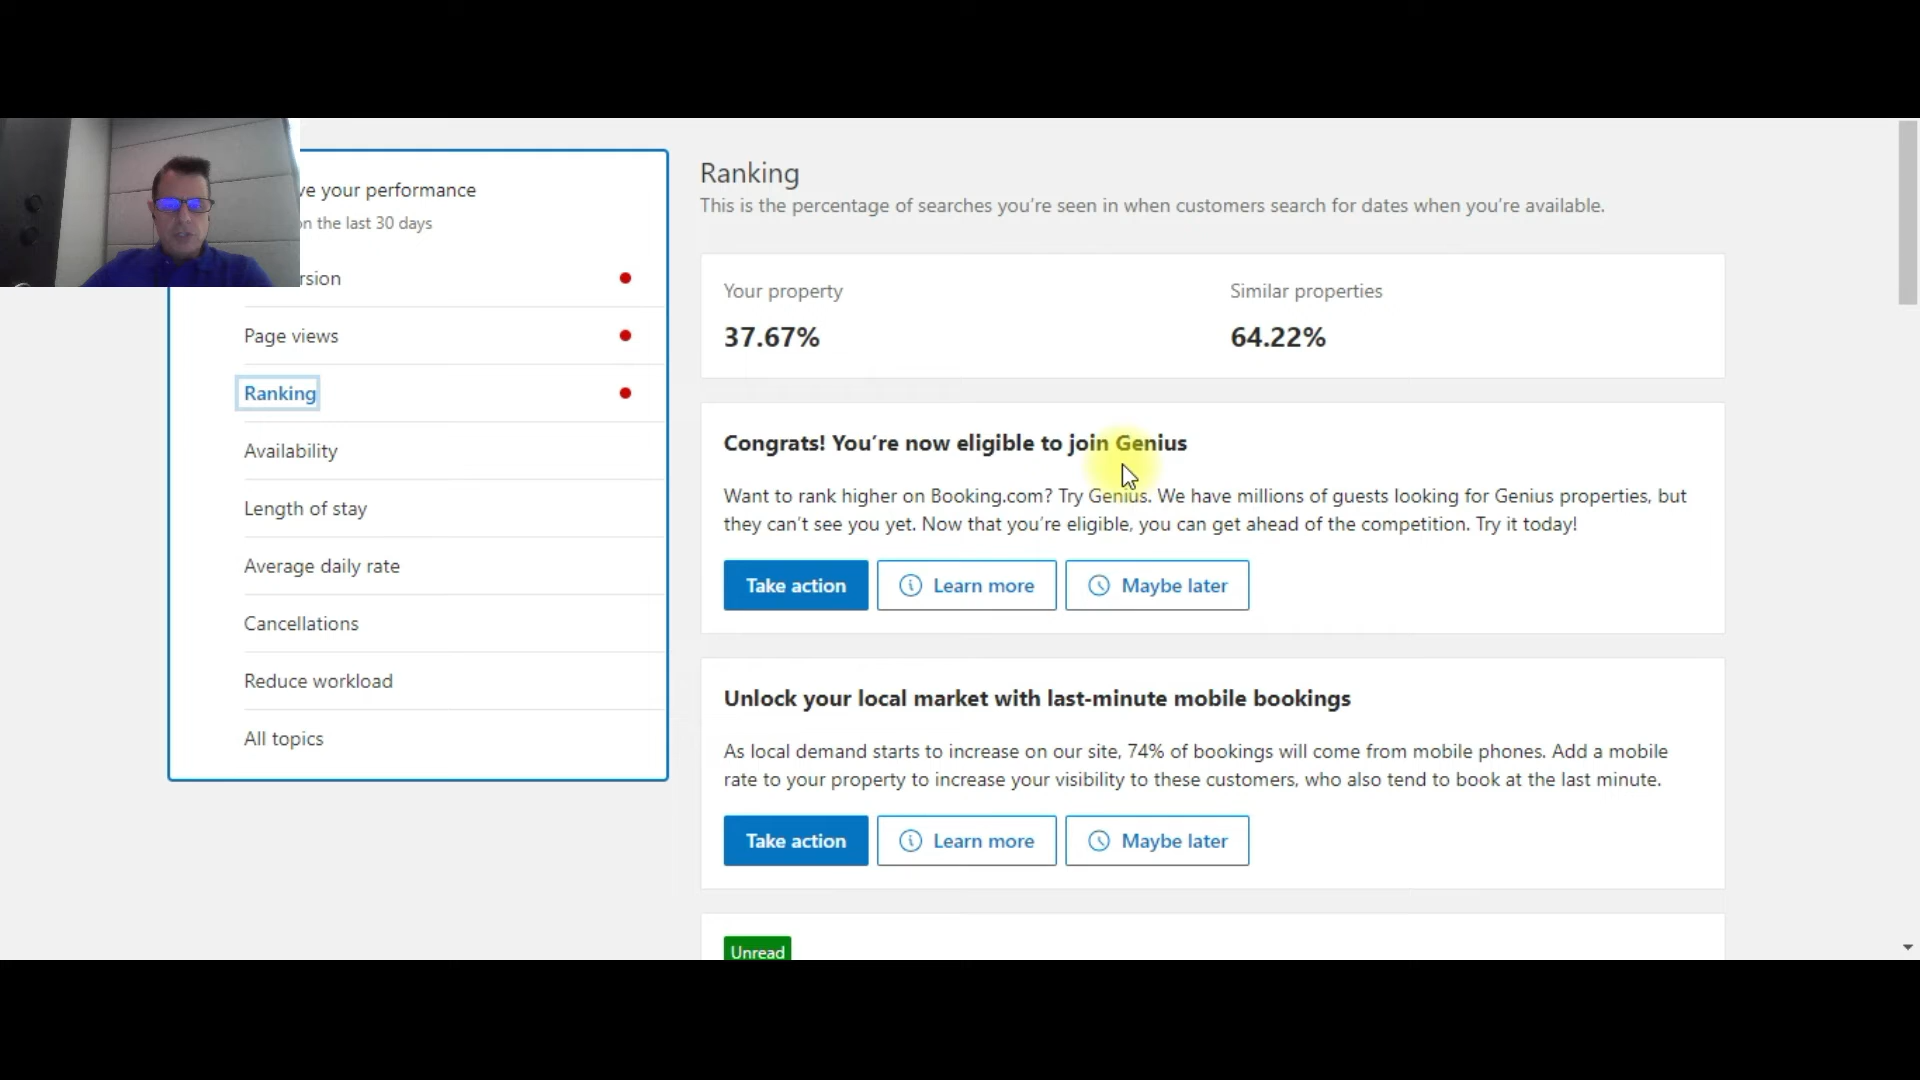 ve your performance
n the last 30 days
rsion
Page views
Ranking
Availability
Length of stay
Average daily rate
Cancellations
Reduce workload
All topics
Ranking
This is the percentage of searches you're seen in when customers search for dates when you're available.
Your property
Similar properties
37.67%
64.22%
Congrats! You're now eligible to join Genius
Want to rank higher on Booking.com? Try Genius. We have millions of guests looking for Genius properties, but
they can't see you yet. Now that you're eligible, you can get ahead of the competition. Try it today!
Take action
Learn more
Maybe later
Unlock your local market with last-minute mobile bookings
As local demand starts to increase on our site, 74% of bookings will come from mobile phones. Add a mobile
rate to your property to increase your visibility to these customers, who also tend to book at the last minute.
Take action
Learn more
Maybe later
Unread